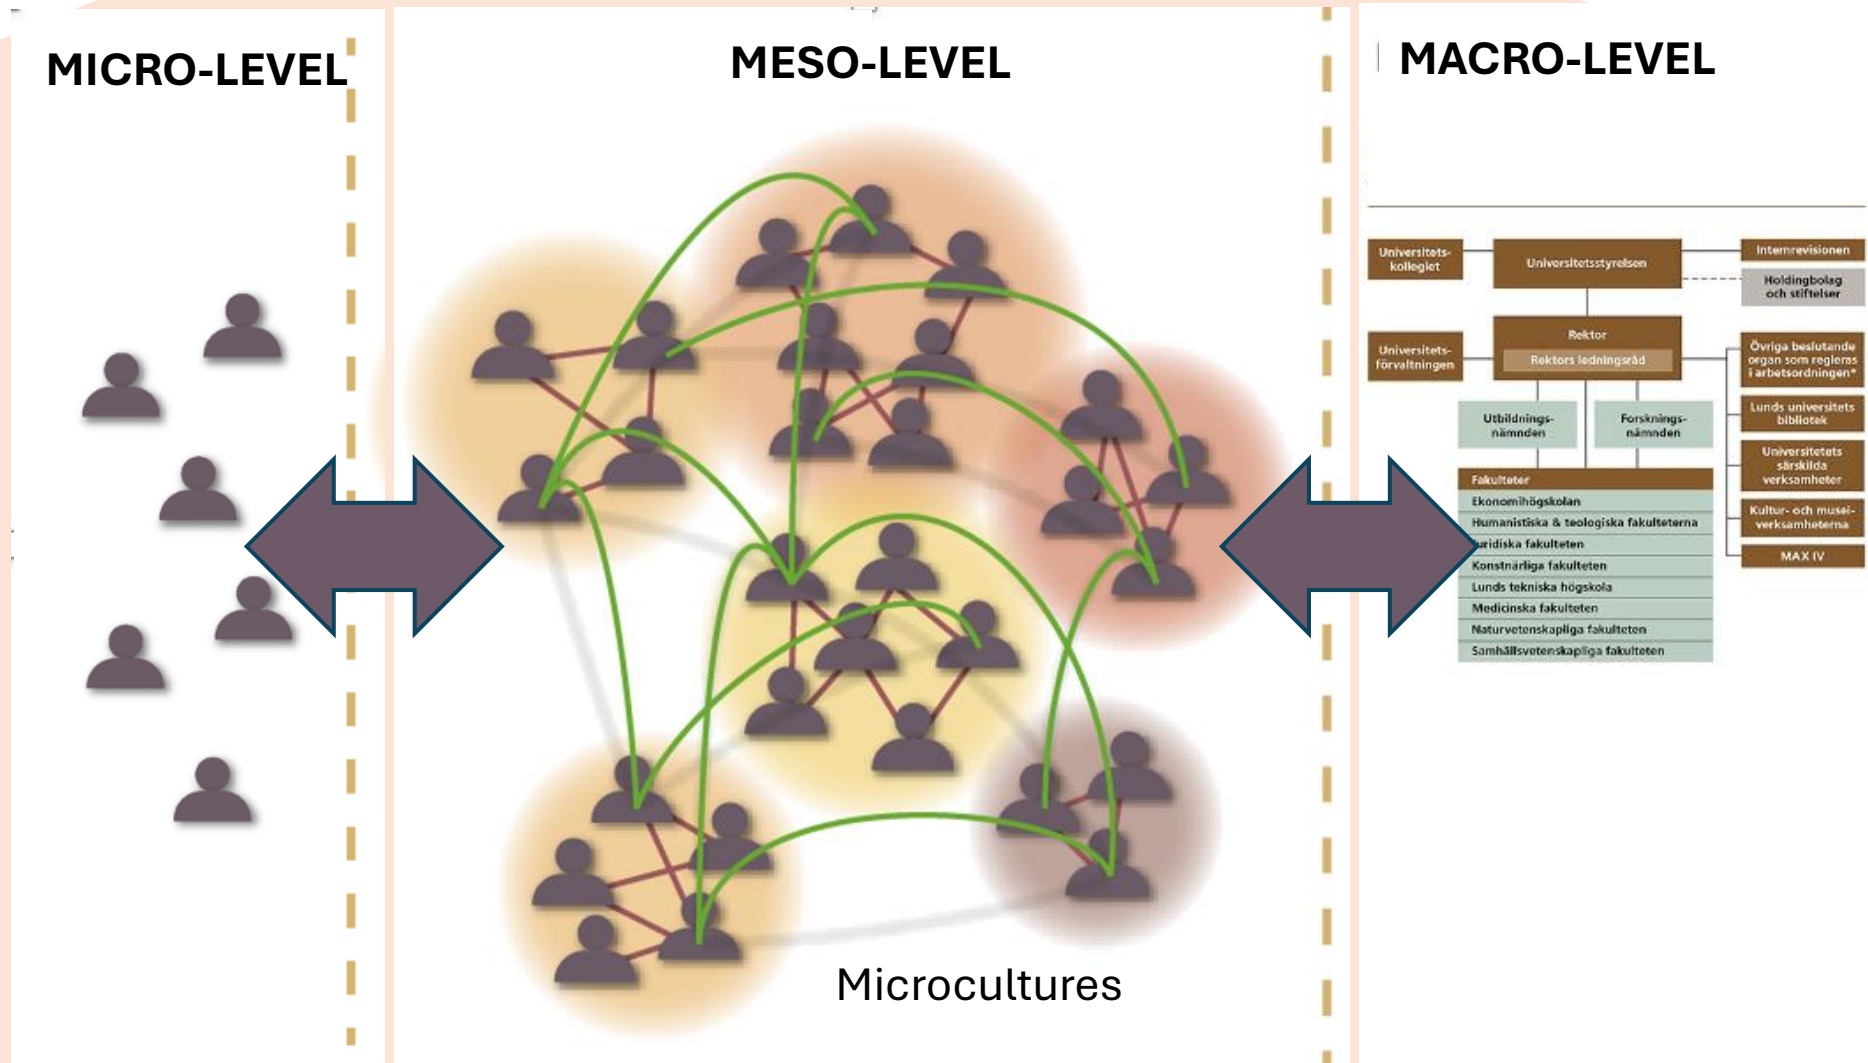 MICRO-LEVEL
MESO-LEVEL
MACRO-LEVEL
Universitets-
kollegiet
Universitetsstyrelsen
Internrevisionen
Holdingbolag
och stiftelser
Universitets-
förvaltningen
Rektor
Rektors ledningsråd
Övriga beslutande
organ som regleras
i arbetsordningen*
Utbildnings-
nämnden
Forsknings-
nämnden
Lunds universitets
bibliotek
Universitetets
särskilda
verksamheter
Kultur- och musei-
verksamheterna
MAX IV
Fakulteter
Ekonomihögskolan
Humanistiska & teologiska fakulteterna
uridiska fakulteten
Konstnärliga fakulteten
Lunds tekniska högskola
Medicinska fakulteten
Naturvetenskapliga fakulteten
Samhällsvetenskapliga fakulteten
Microcultures